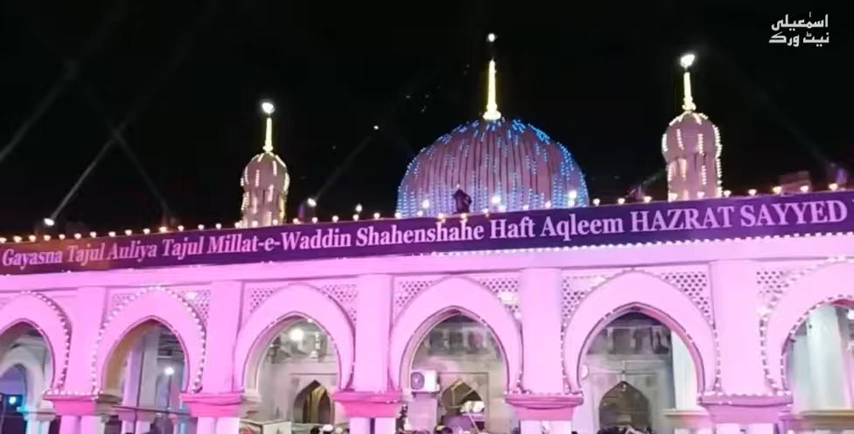 اسمٰعیلی
نیٹ ورک
Gayasna Tajul Auliya Tajul Millat-e-Waddin Shahenshahe Haft Aqleem HAZRAT SAYYED